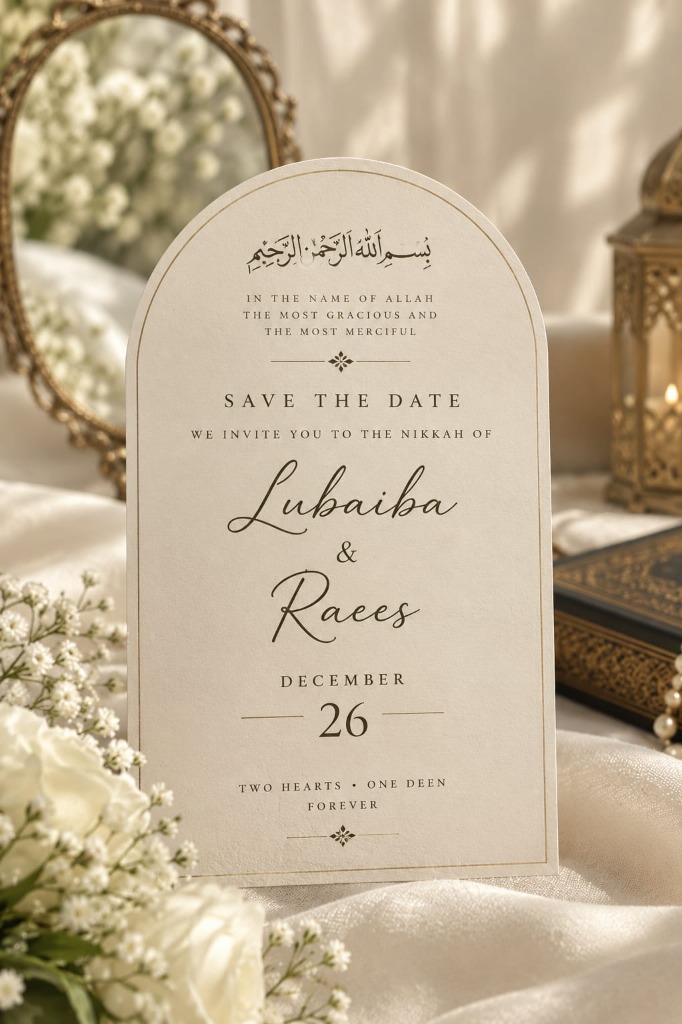 بِسْمِ اللهِ الرَّحْمٰنِ الرَّحِيْمِ
IN THE NAME OF ALLAH
THE MOST GRACIOUS AND
THE MOST MERCIFUL
SAVE THE DATE
WE INVITE YOU TO THE NIKKAH OF
Lubaiba
&
Raees
DECEMBER
26
TWO HEARTS • ONE DEEN
FOREVER